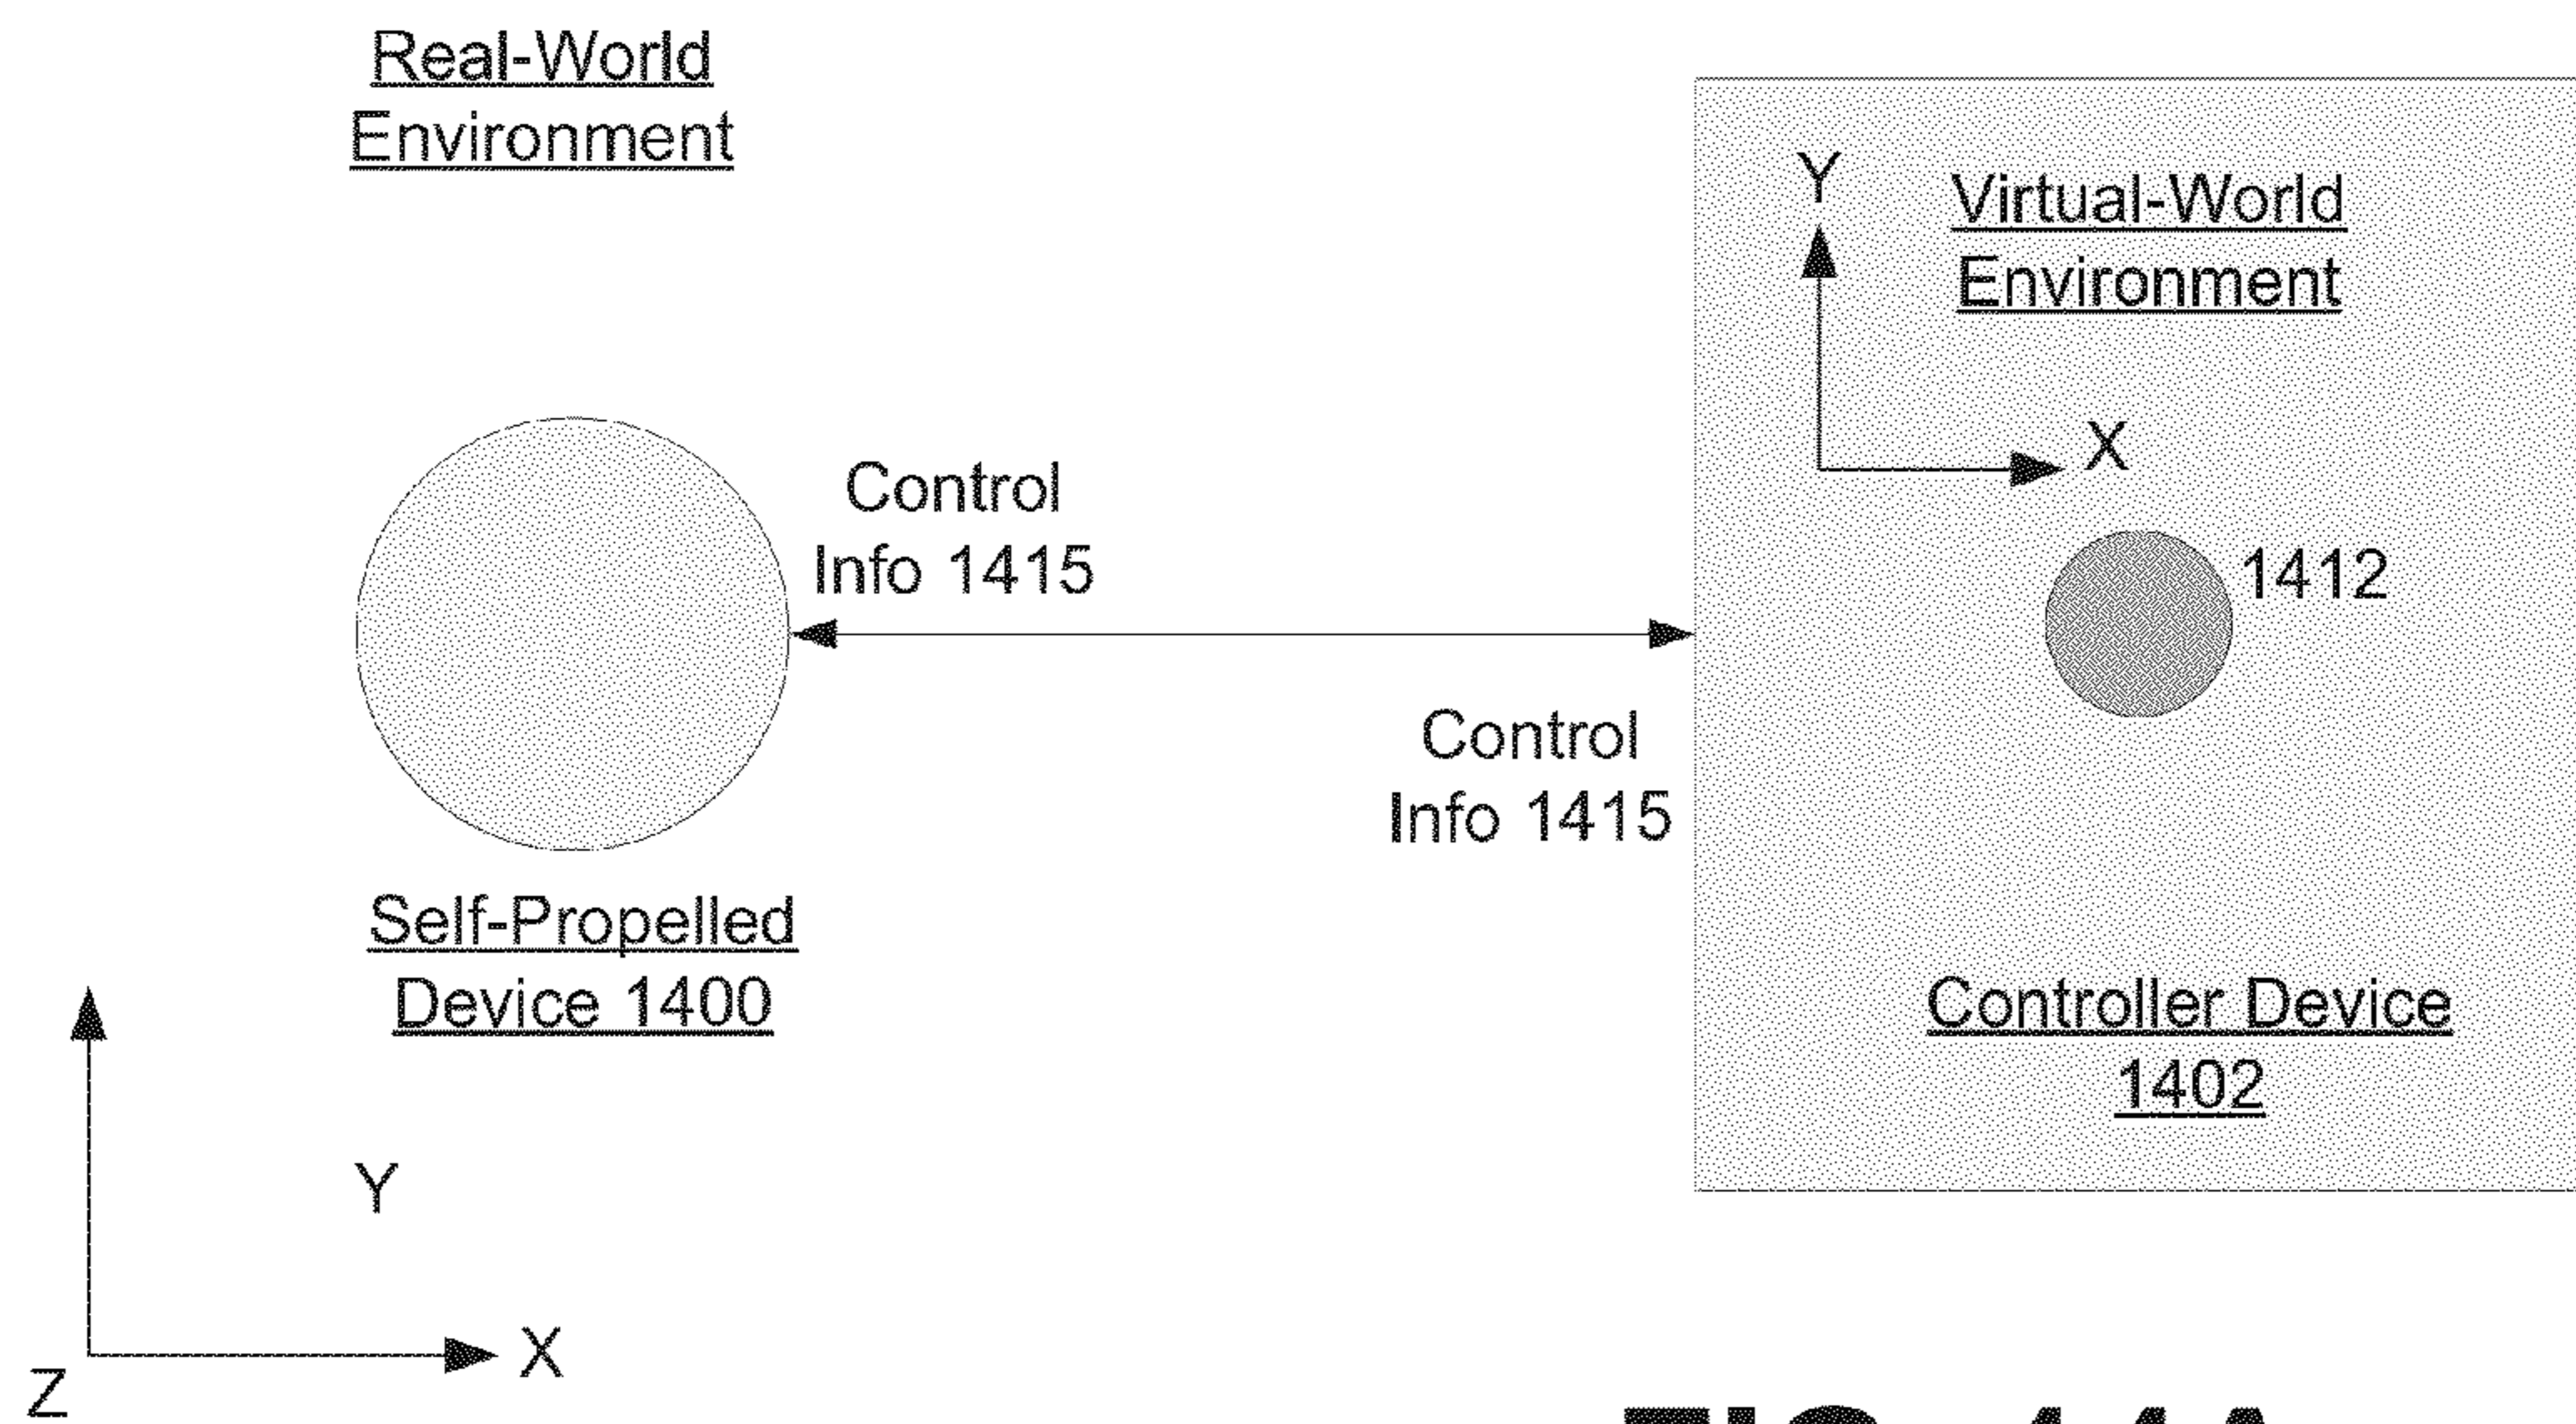 Real-World
Environment
Y
Virtual-World
Environment
X
Control
Info 1415
1412
Control
Info 1415
Self-Propelled
Device 1400
Controller Device
1402
Y
X
Z